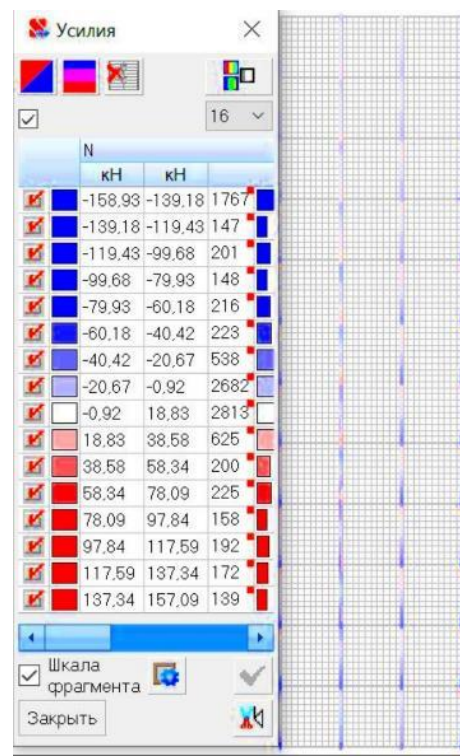 Усилия
16
N
кН кН
-158,93 -139,18 1767
-139,18 -119,43 147
-119,43 -99,68 201
-99,68 -79,93 148
-79,93 -60,18 216
-60,18 -40,42 223
-40,42 -20,67 538
-20,67 -0,92 2682
-0,92 18,83 2813
18,83 38,58 625
38,58 58,34 200
58,34 78,09 225
78,09 97,84 158
97,84 117,59 192
117,59 137,34 172
137,34 157,09 139
Шкала
фрагмента
Закрыть